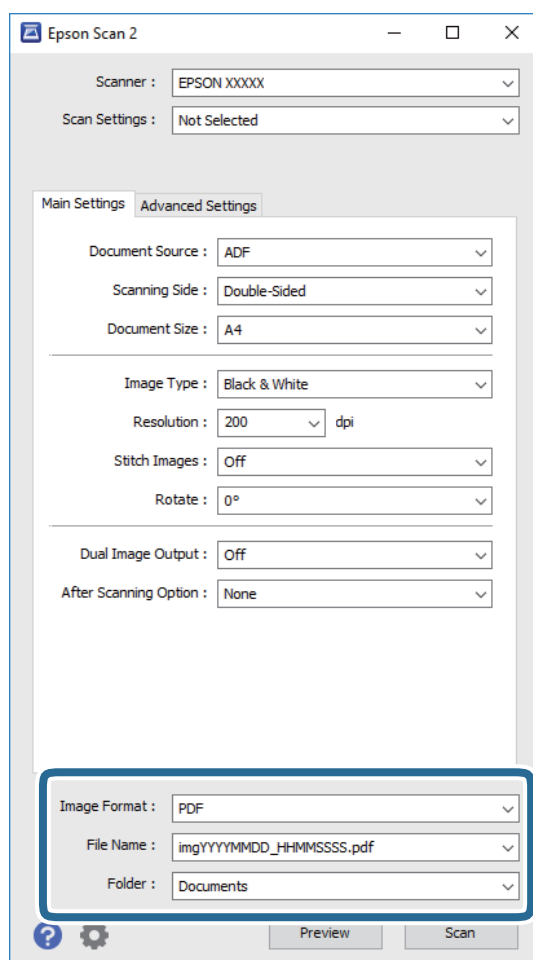 Epson Scan 2
Scanner : EPSON XXXXX
Scan Settings : Not Selected
Main Settings Advanced Settings
Document Source : ADF
Scanning Side : Double-Sided
Document Size : A4
Image Type : Black & White
Resolution : 200 dpi
Stitch Images : Off
Rotate : 0°
Dual Image Output : Off
After Scanning Option : None
Image Format : PDF
File Name : imgYYYYMMDD_HHMMSSSS.pdf
Folder : Documents
? Preview Scan